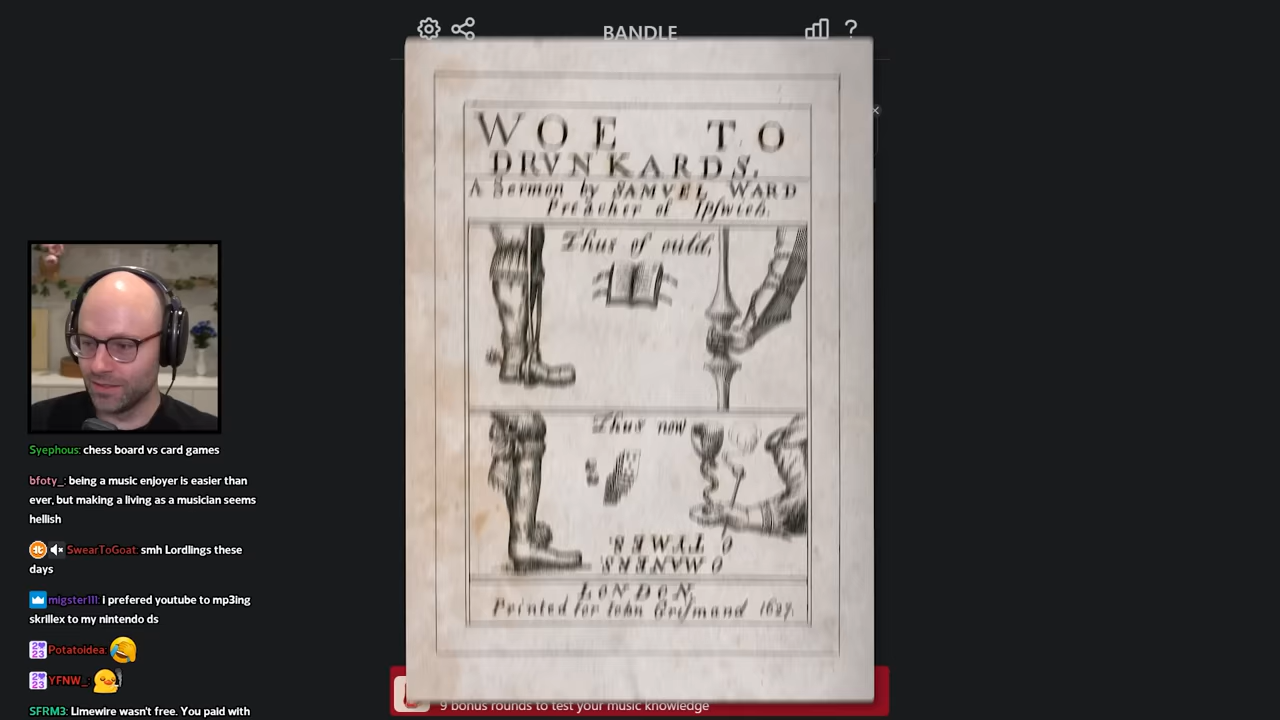 BANDLE
?
WOE TO
DRVNKARDS.
A Sermon by SAMVEL WARD
Preacher of Ipſwich.
Thus of ould,
Thus now
O TYMES.
O MANERS.
LONDON,
Printed for Iohn Griſmand 1627.
9 bonus rounds to test your music knowledge
Syephous: chess board vs card games
bfoty_: being a music enjoyer is easier than
ever, but making a living as a musician seems
hellish
SwearToGoat: smh Lordlings these
days
migster111: i prefered youtube to mp3ing
skrillex to my nintendo ds
Potatoidea:
YFNW_:
SFRM3: Limewire wasn't free. You paid with